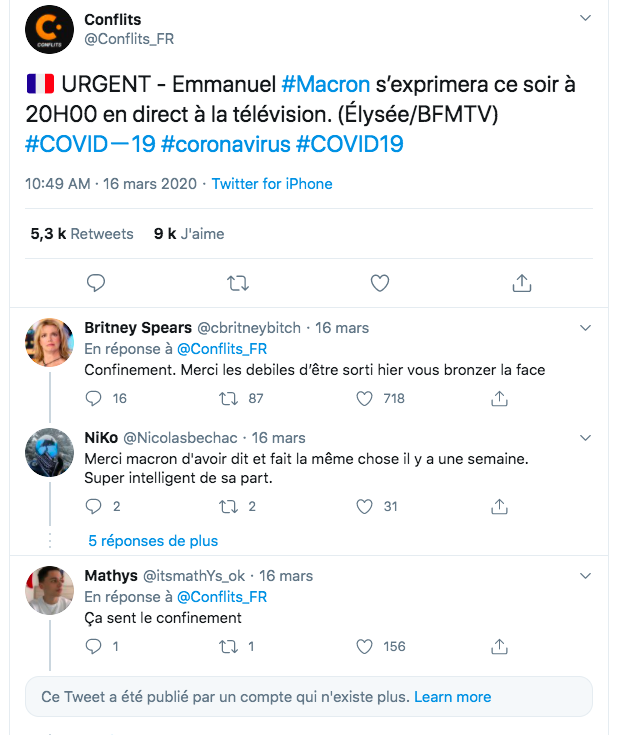 Conflits
@Conflits_FR
CONFLITS
🇫🇷 URGENT - Emmanuel #Macron s’exprimera ce soir à
20H00 en direct à la télévision. (Élysée/BFMTV)
#COVID—19 #coronavirus #COVID19
10:49 AM · 16 mars 2020 · Twitter for iPhone
5,3 k Retweets 9 k J'aime
Britney Spears @cbritneybitch · 16 mars
En réponse à @Conflits_FR
Confinement. Merci les debiles d’être sorti hier vous bronzer la face
16 87 718
NiKo @Nicolasbechac · 16 mars
Merci macron d'avoir dit et fait la même chose il y a une semaine.
Super intelligent de sa part.
2 2 31
5 réponses de plus
Mathys @itsmathYs_ok · 16 mars
En réponse à @Conflits_FR
Ça sent le confinement
1 1 156
Ce Tweet a été publié par un compte qui n'existe plus. Learn more